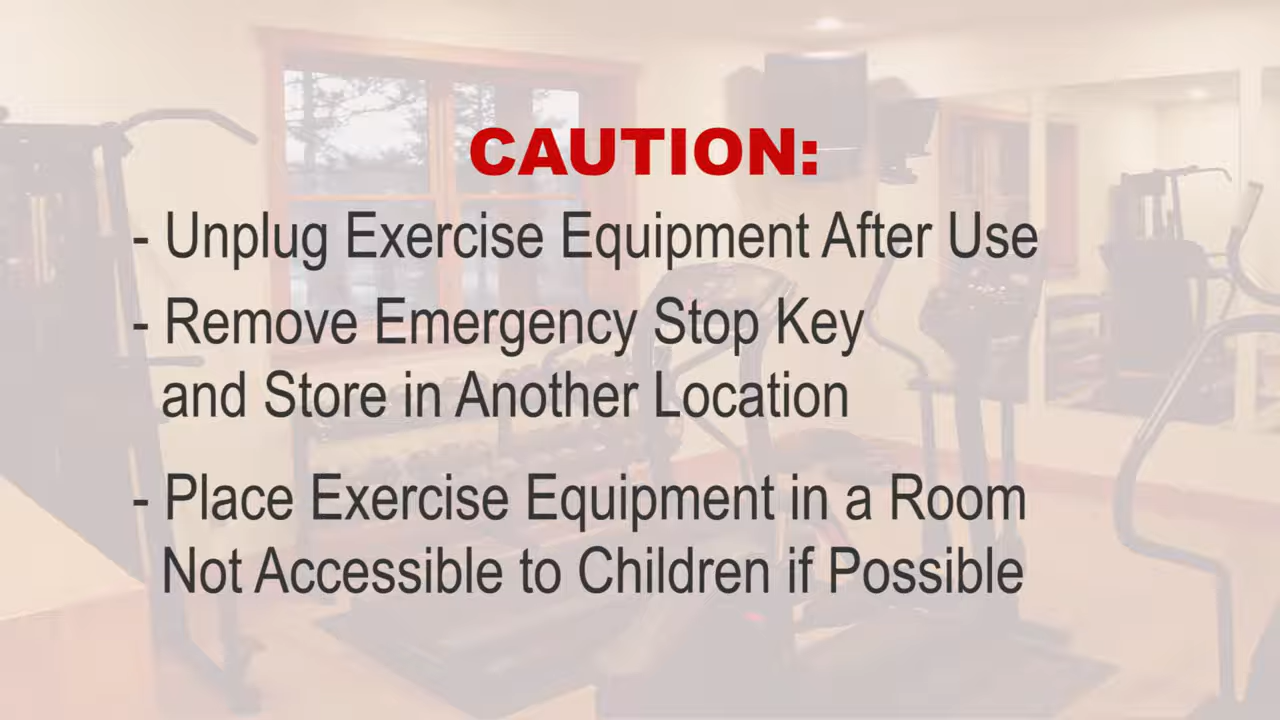 CAUTION:
- Unplug Exercise Equipment After Use
- Remove Emergency Stop Key
and Store in Another Location
- Place Exercise Equipment in a Room
Not Accessible to Children if Possible